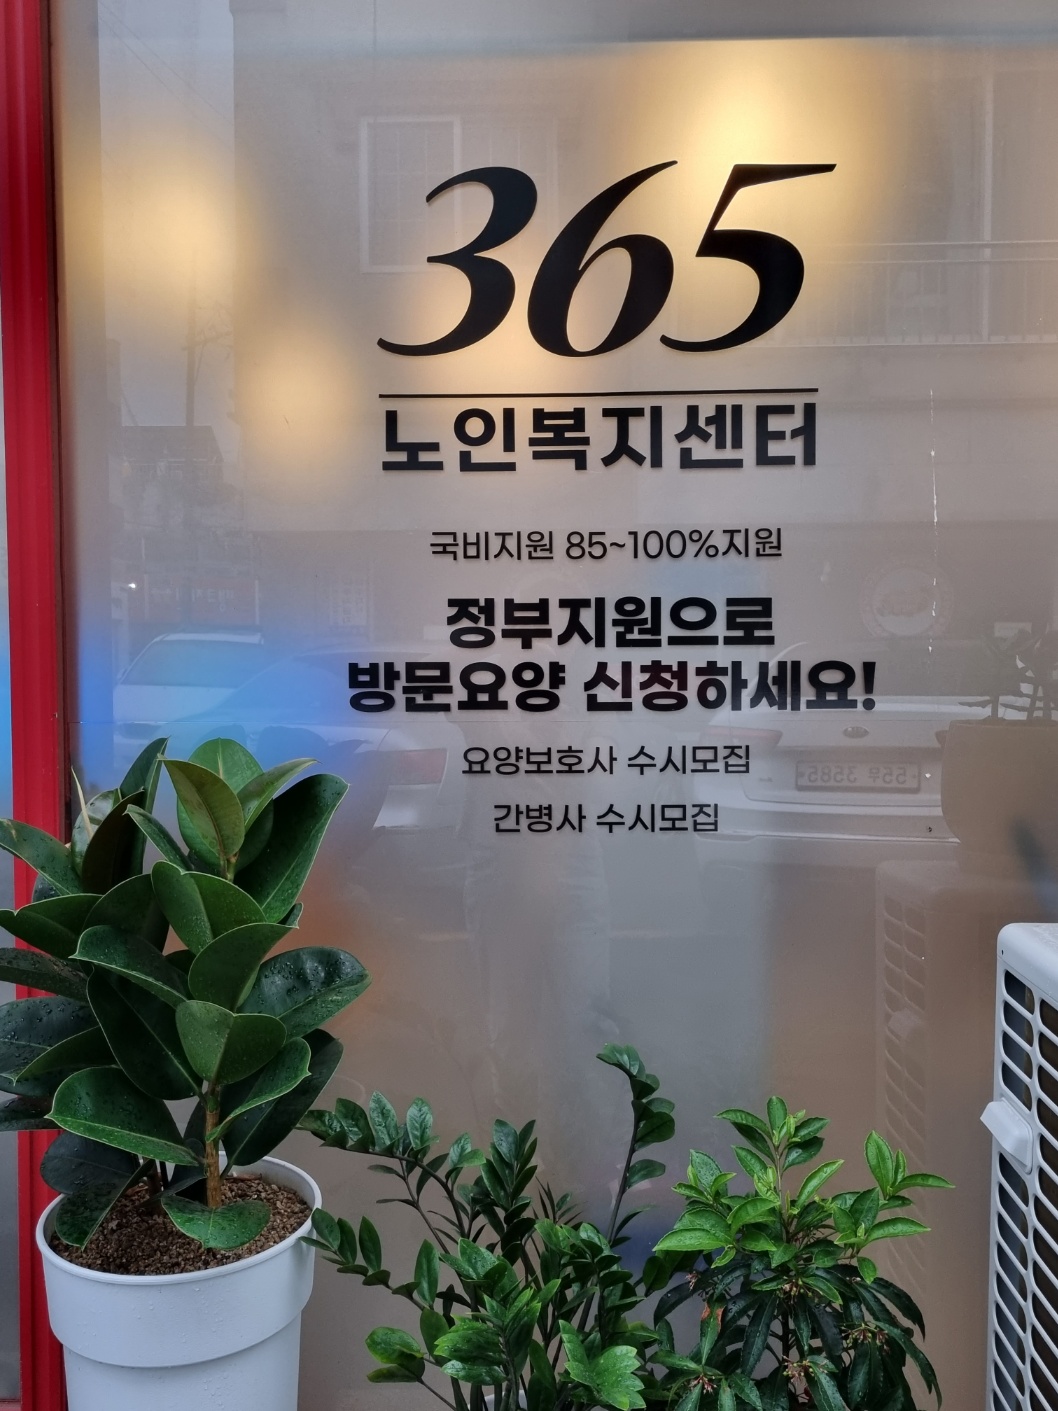 365
노인복지센터
국비지원 85~100%지원
정부지원으로
방문요양 신청하세요!
요양보호사 수시모집
간병사 수시모집